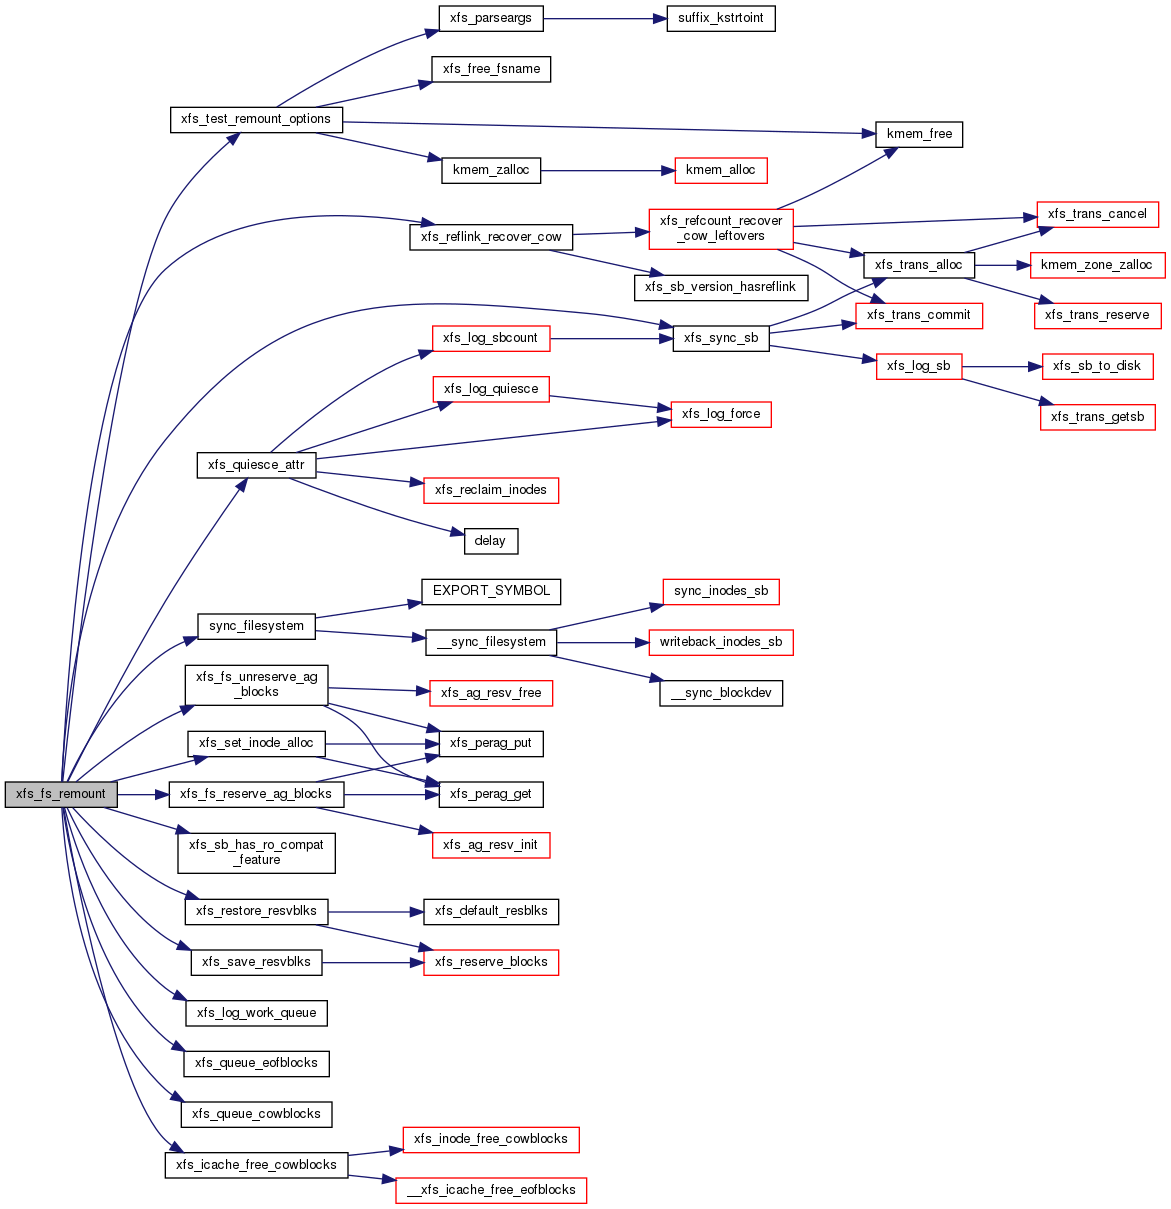 xfs_parseargs
suffix_kstrtoint
xfs_free_fsname
xfs_test_remount_options
kmem_free
kmem_zalloc
kmem_alloc
xfs_refcount_recover
_cow_leftovers
xfs_trans_cancel
xfs_reflink_recover_cow
xfs_trans_alloc
kmem_zone_zalloc
xfs_sb_version_hasreflink
xfs_trans_commit
xfs_trans_reserve
xfs_log_sbcount
xfs_sync_sb
xfs_log_sb
xfs_sb_to_disk
xfs_log_quiesce
xfs_log_force
xfs_trans_getsb
xfs_quiesce_attr
xfs_reclaim_inodes
delay
EXPORT_SYMBOL
sync_inodes_sb
sync_filesystem
__sync_filesystem
writeback_inodes_sb
xfs_fs_unreserve_ag
_blocks
xfs_ag_resv_free
__sync_blockdev
xfs_set_inode_alloc
xfs_perag_put
xfs_fs_remount
xfs_fs_reserve_ag_blocks
xfs_perag_get
xfs_sb_has_ro_compat
_feature
xfs_ag_resv_init
xfs_restore_resvblks
xfs_default_resblks
xfs_save_resvblks
xfs_reserve_blocks
xfs_log_work_queue
xfs_queue_eofblocks
xfs_queue_cowblocks
xfs_inode_free_cowblocks
xfs_icache_free_cowblocks
__xfs_icache_free_eofblocks